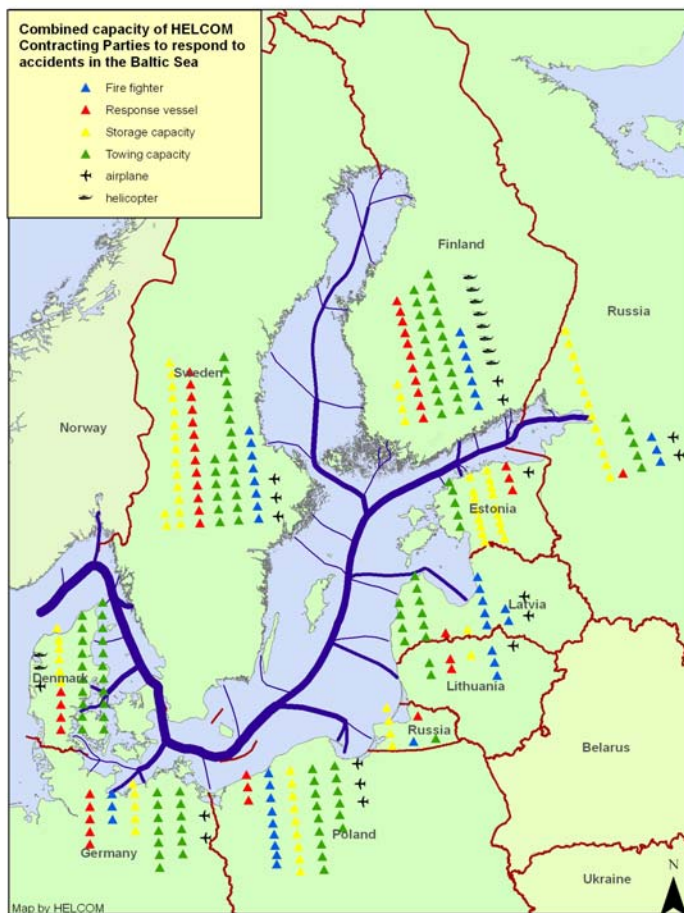 Combined capacity of HELCOM
Contracting Parties to respond to
accidents in the Baltic Sea
Fire fighter
Response vessel
Storage capacity
Towing capacity
airplane
helicopter
Finland
Russia
Sweden
Norway
Estonia
Latvia
Denmark
Lithuania
Russia
Belarus
Poland
Germany
Ukraine
N
Map by HELCOM